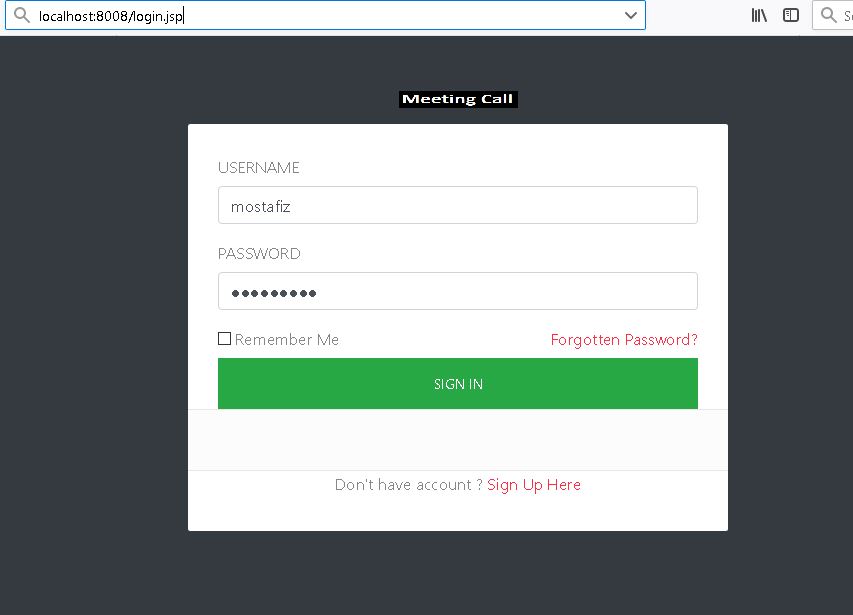 localhost:8008/login.jsp
Meeting Call
USERNAME
mostafiz
PASSWORD
●●●●●●●●●
Remember Me Forgotten Password?
SIGN IN
Don't have account ? Sign Up Here